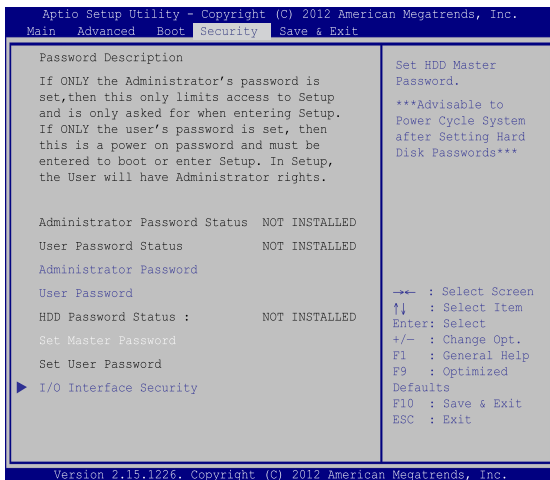 Aptio Setup Utility - Copyright (C) 2012 American Megatrends, Inc.
Main Advanced Boot Security Save & Exit
Password Description
If ONLY the Administrator's password is
set,then this only limits access to Setup
and is only asked for when entering Setup.
If ONLY the user's password is set, then
this is a power on password and must be
entered to boot or enter Setup. In Setup,
the User will have Administrator rights.
Administrator Password Status NOT INSTALLED
User Password Status NOT INSTALLED
Administrator Password
User Password
HDD Password Status : NOT INSTALLED
Set Master Password
Set User Password
I/O Interface Security
Set HDD Master
Password.
***Advisable to
Power Cycle System
after Setting Hard
Disk Passwords***
→← : Select Screen
↑↓ : Select Item
Enter: Select
+/— : Change Opt.
F1 : General Help
F9 : Optimized
Defaults
F10 : Save & Exit
ESC : Exit
Version 2.15.1226. Copyright (C) 2012 American Megatrends, Inc.